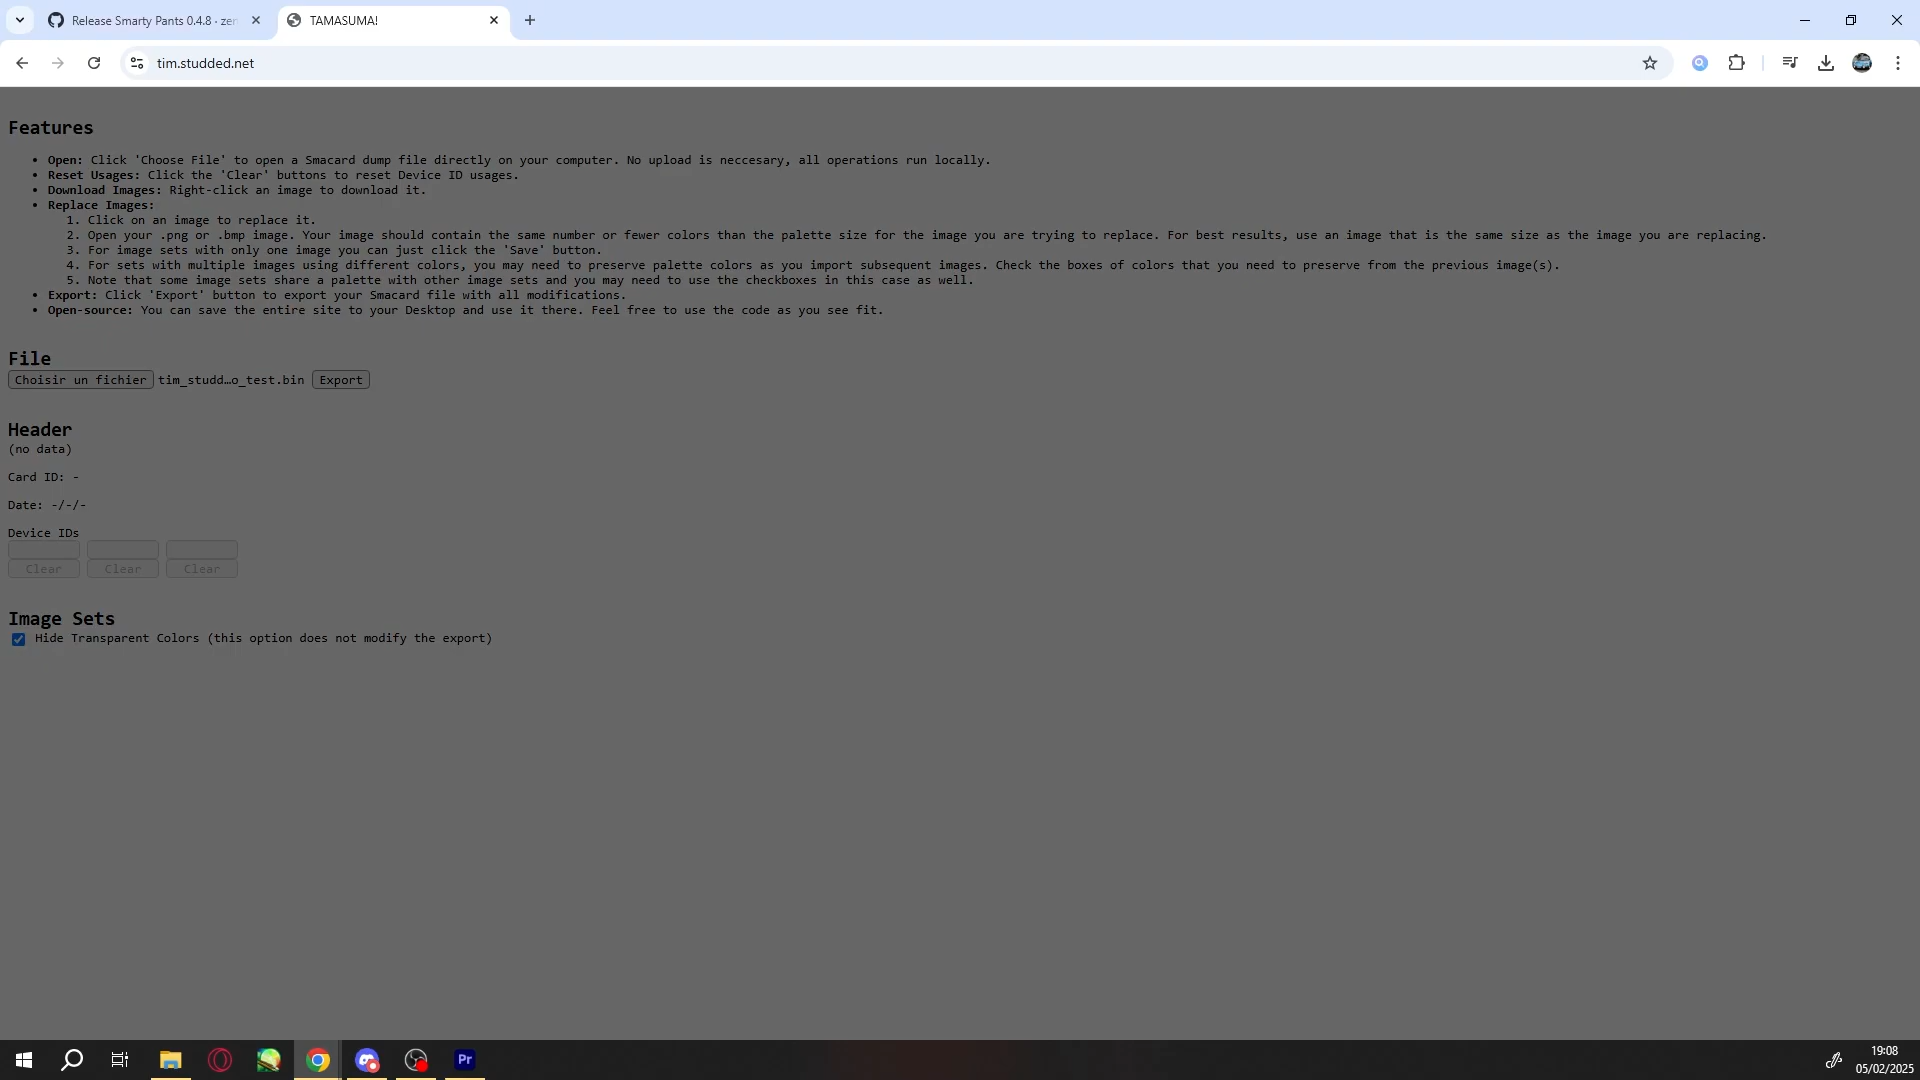 Release Smarty Pants 0.4.8 · zen
TAMASUMA!
tim.studded.net
Features
• Open: Click 'Choose File' to open a Smacard dump file directly on your computer. No upload is neccesary, all operations run locally.
• Reset Usages: Click the 'Clear' buttons to reset Device ID usages.
• Download Images: Right-click an image to download it.
• Replace Images:
1. Click on an image to replace it.
2. Open your .png or .bmp image. Your image should contain the same number or fewer colors than the palette size for the image you are trying to replace. For best results, use an image that is the same size as the image you are replacing.
3. For image sets with only one image you can just click the 'Save' button.
4. For sets with multiple images using different colors, you may need to preserve palette colors as you import subsequent images. Check the boxes of colors that you need to preserve from the previous image(s).
5. Note that some image sets share a palette with other image sets and you may need to use the checkboxes in this case as well.
• Export: Click 'Export' button to export your Smacard file with all modifications.
• Open-source: You can save the entire site to your Desktop and use it there. Feel free to use the code as you see fit.
File
Choisir un fichier tim_studd…o_test.bin Export
Header
(no data)
Card ID: -
Date: -/-/-
Device IDs
Clear Clear Clear
Image Sets
Hide Transparent Colors (this option does not modify the export)
Pr
19:08
05/02/2025